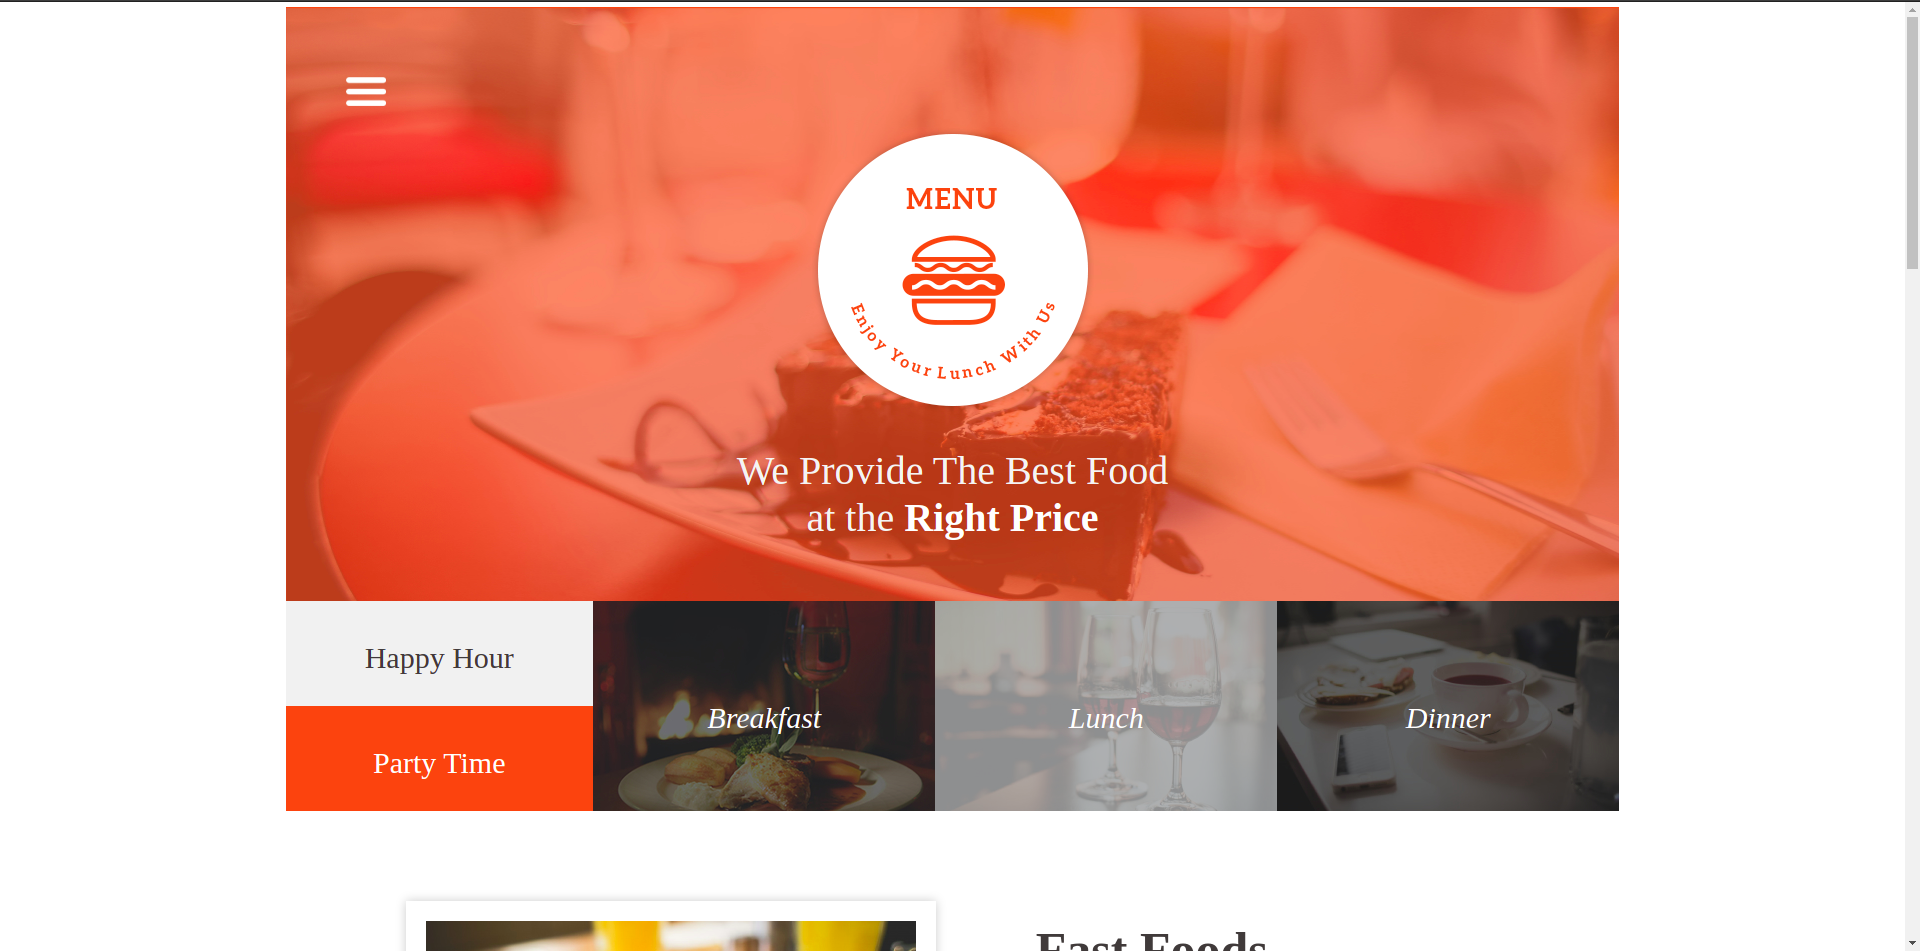 MENU
Enjoy Your Lunch With Us
We Provide The Best Food
at the Right Price
Happy Hour
Party Time
Breakfast
Lunch
Dinner
Fast Foods